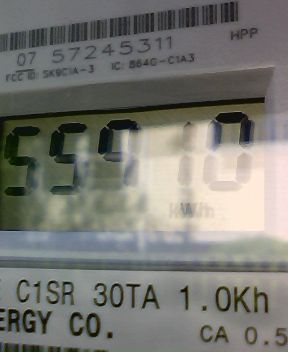 HPP
07 57245311
FCC ID: SK9C1A-3 IC: 864G-C1A3
55910
kWh
C1SR 30TA 1.0Kh
ERGY CO. CA 0.5